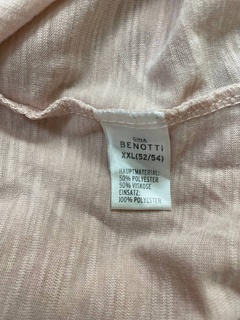 gina
BENOTTI
XXL(52/54)
HAUPTMATERIAL:
50% POLYESTER
50% VISKOSE
EINSATZ:
100% POLYESTER